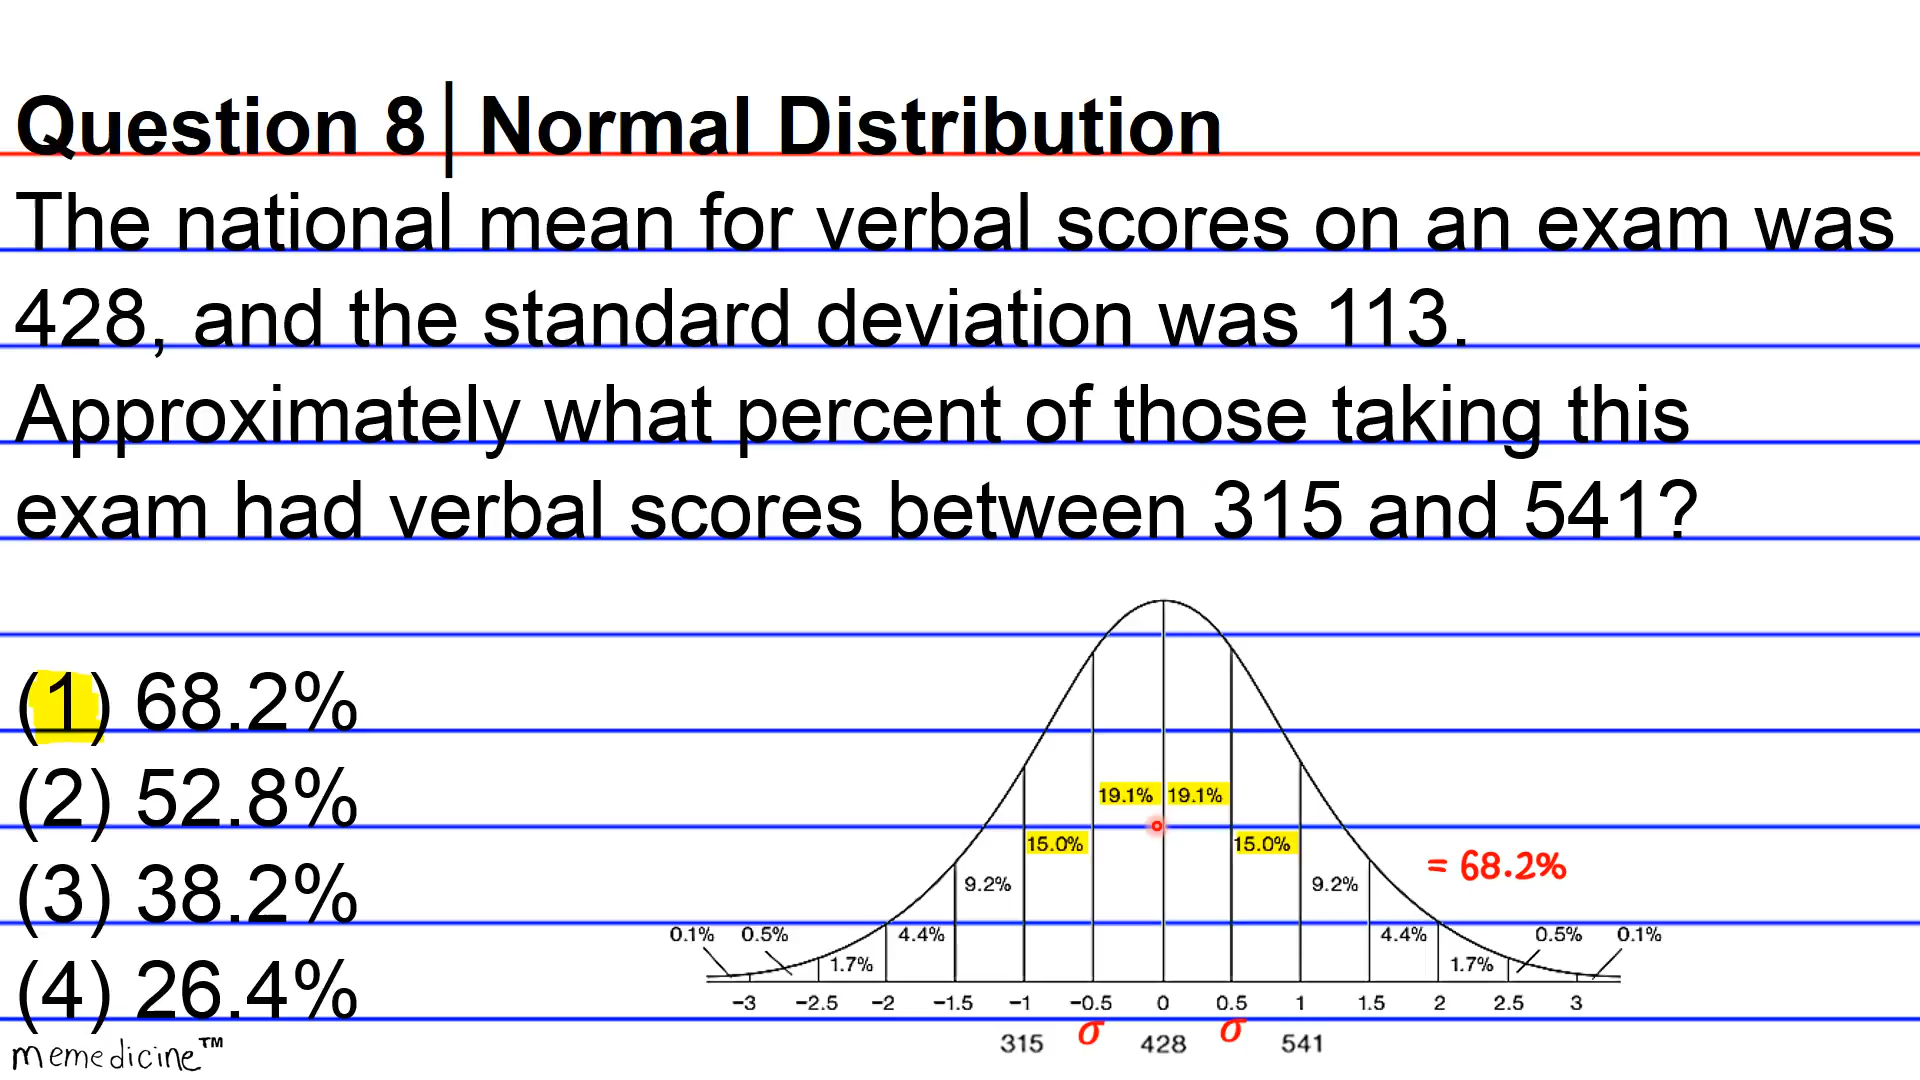 Question 8| Normal Distribution
The national mean for verbal scores on an exam was
428, and the standard deviation was 113.
Approximately what percent of those taking this
exam had verbal scores between 315 and 541?
(1) 68.2%
(2) 52.8%
(3) 38.2%
(4) 26.4%
19.1% 19.1%
15.0% 15.0%
= 68.2%
9.2% 9.2%
0.1% 0.5% 4.4% 4.4% 0.5% 0.1%
1.7% 1.7%
−3 −2.5 −2 −1.5 −1 −0.5 0 0.5 1 1.5 2 2.5 3
315 σ 428 σ 541
memedicine™